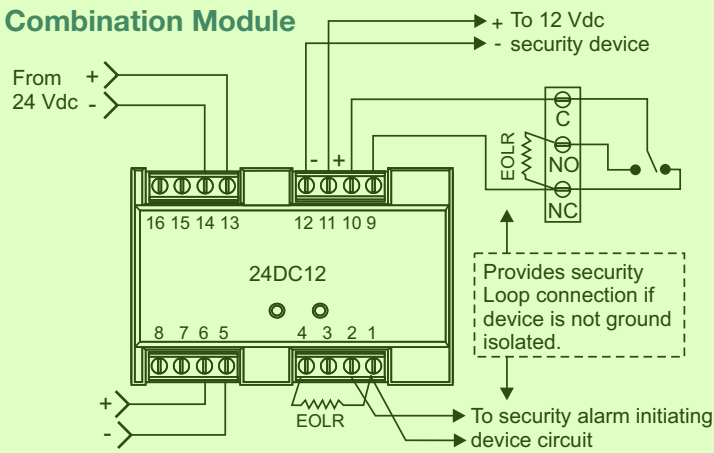 Combination Module
+ To 12 Vdc
- security device
From +
24 Vdc -
C
EOLR
NO
NC
- +
16 15 14 13
12 11 10 9
24DC12
8 7 6 5
4 3 2 1
Provides security
Loop connection if
device is not ground
isolated.
+
-
EOLR
To security alarm initiating
device circuit